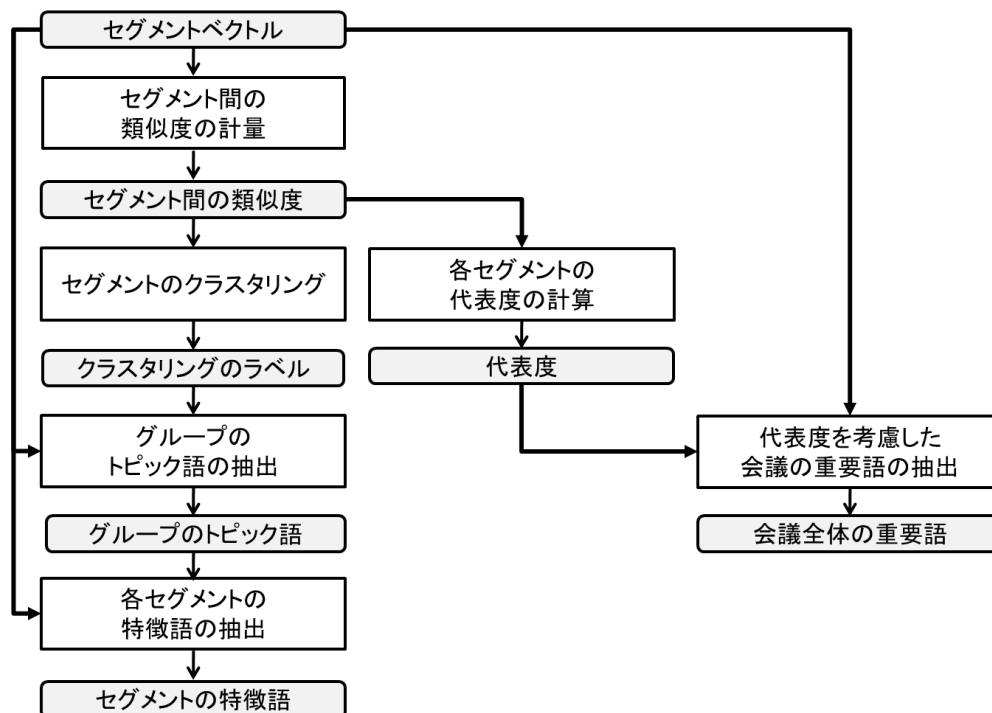 セグメントベクトル
セグメント間の
類似度の計量
セグメント間の類似度
セグメントのクラスタリング
各セグメントの
代表度の計算
クラスタリングのラベル
代表度
グループの
トピック語の抽出
代表度を考慮した
会議の重要語の抽出
グループのトピック語
会議全体の重要語
各セグメントの
特徴語の抽出
セグメントの特徴語